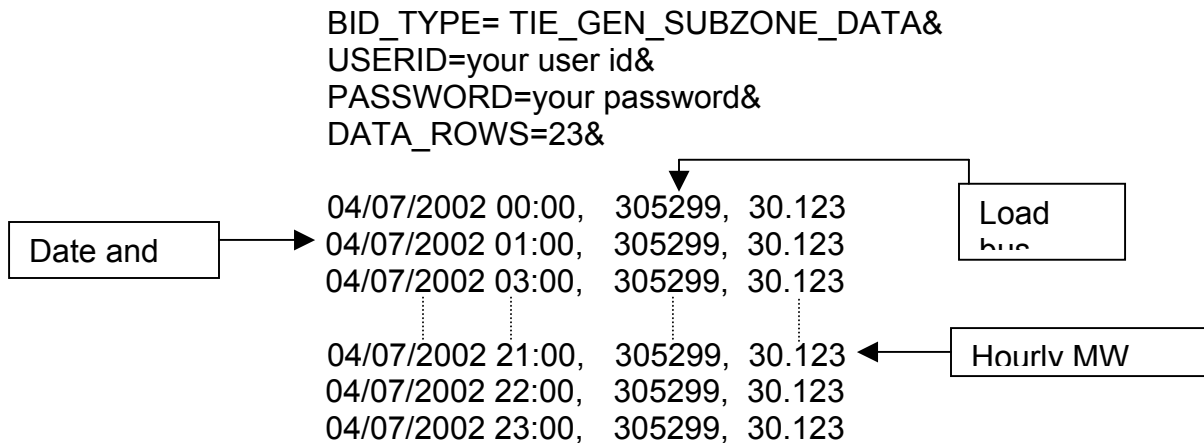 BID_TYPE= TIE_GEN_SUBZONE_DATA&
USERID=your user id&
PASSWORD=your password&
DATA_ROWS=23&
04/07/2002 00:00, 305299, 30.123
04/07/2002 01:00, 305299, 30.123
04/07/2002 03:00, 305299, 30.123
04/07/2002 21:00, 305299, 30.123
04/07/2002 22:00, 305299, 30.123
04/07/2002 23:00, 305299, 30.123
Date and
Load
bus
Hourly MW